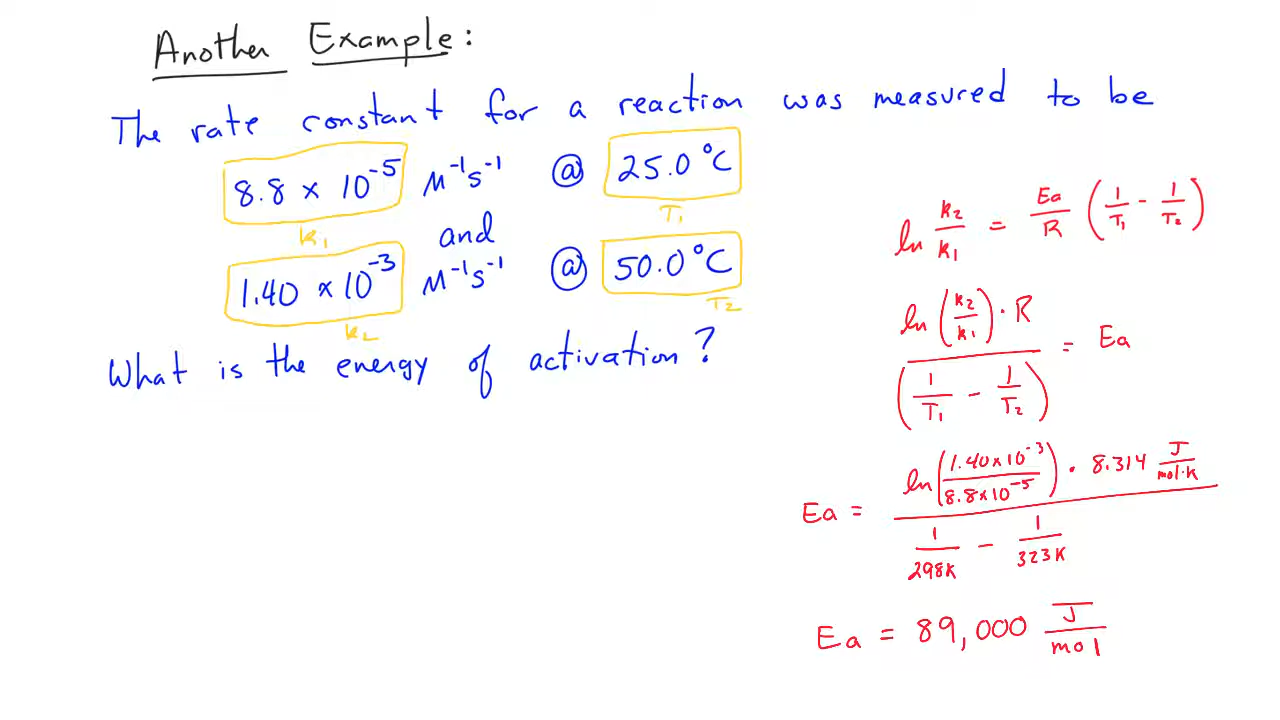 Another Example:
The rate constant for a reaction was measured to be
8.8 × 10⁻⁵ M⁻¹s⁻¹ @ 25.0 °C
k₁ T₁
and
1.40 × 10⁻³ M⁻¹s⁻¹ @ 50.0 °C
k₂ T₂
What is the energy of activation?
ln k₂/k₁ = Ea/R (1/T₁ - 1/T₂)
ln(k₂/k₁) · R / (1/T₁ - 1/T₂) = Ea
Ea = ln(1.40×10⁻³/8.8×10⁻⁵) · 8.314 J/mol·K / 1/298K - 1/323K
Ea = 89,000 J/mol